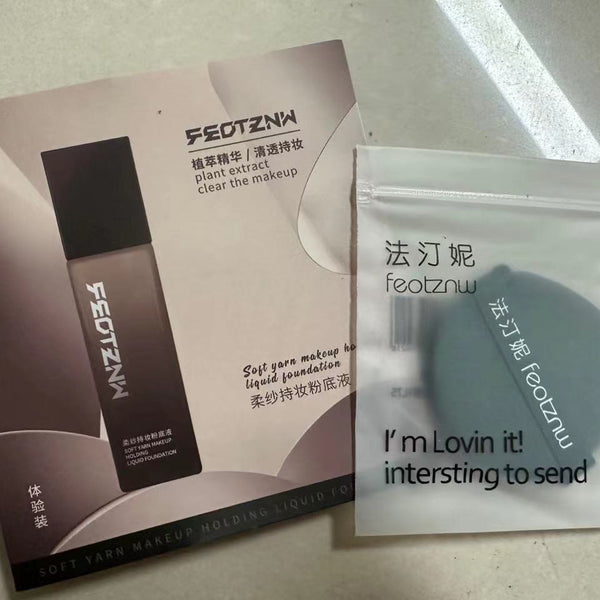 FEOTZNW
植萃精华/清透持妆
plant extract
clear the makeup
FEOTZNW
柔纱持妆粉底液
SOFT YARN MAKEUP
HOLDING
LIQUID FOUNDATION
Soft yarn makeup
liquid foundation
柔纱持妆粉底液
体验装
SOFT YARN MAKEUP HOLDING LIQUID
法汀妮
feotznw
法汀妮 feotznw
I'm Lovin it!
intersting to send